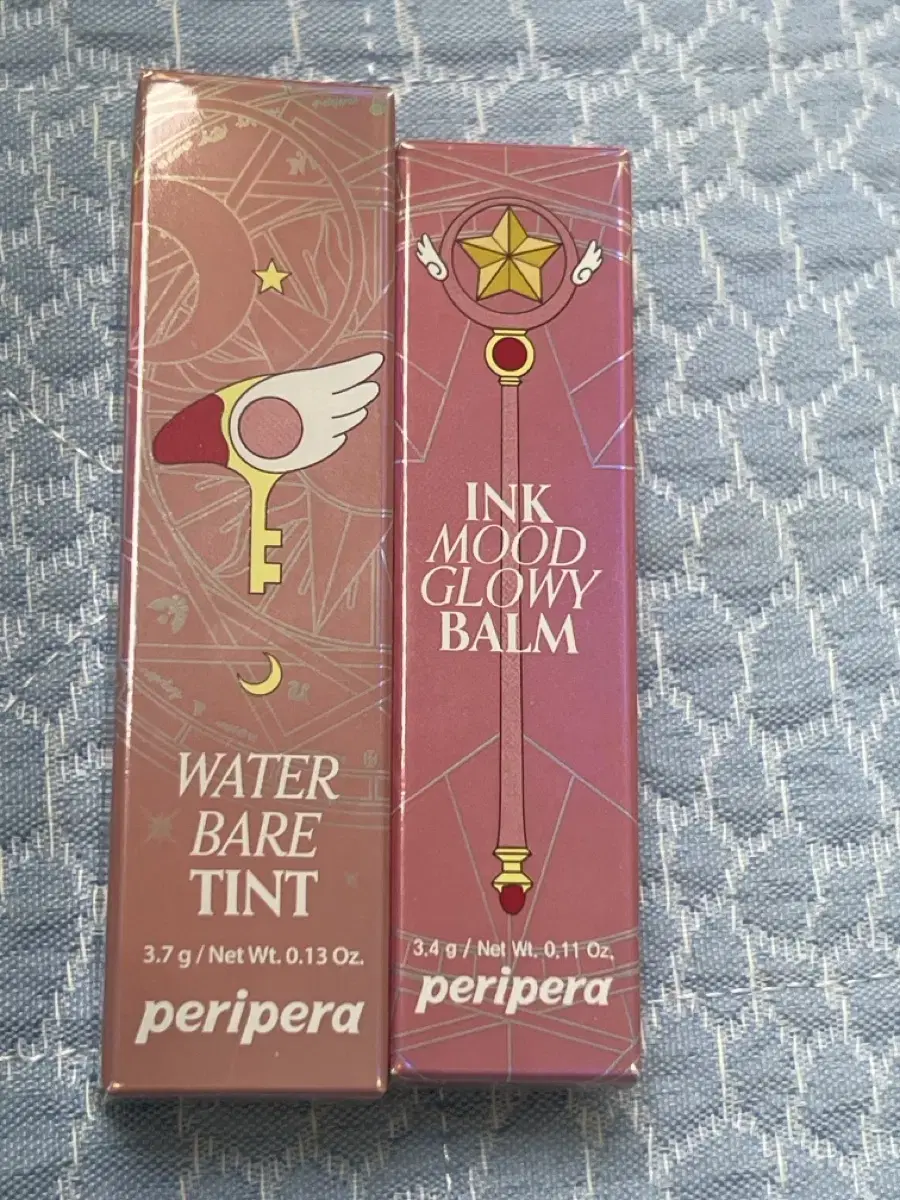 WATER
BARE
TINT
3.7 g / Net Wt. 0.13 Oz.
peripera
INK
MOOD
GLOWY
BALM
3.4 g / Net Wt. 0.11 Oz.
peripera